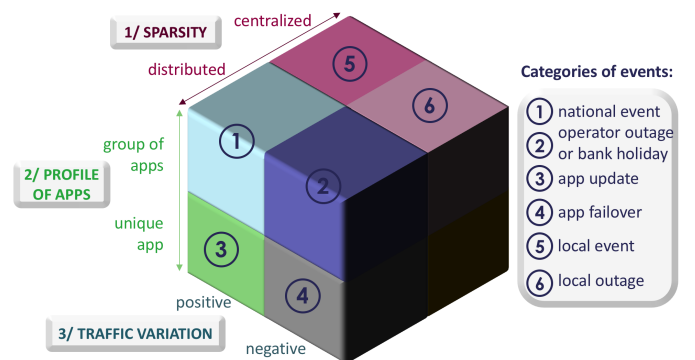 1/ SPARSITY
centralized
distributed
2/ PROFILE
OF APPS
group of
apps
unique
app
3/ TRAFFIC VARIATION
positive
negative
1
2
3
4
5
6
Categories of events:
1 national event
2 operator outage
or bank holiday
3 app update
4 app failover
5 local event
6 local outage